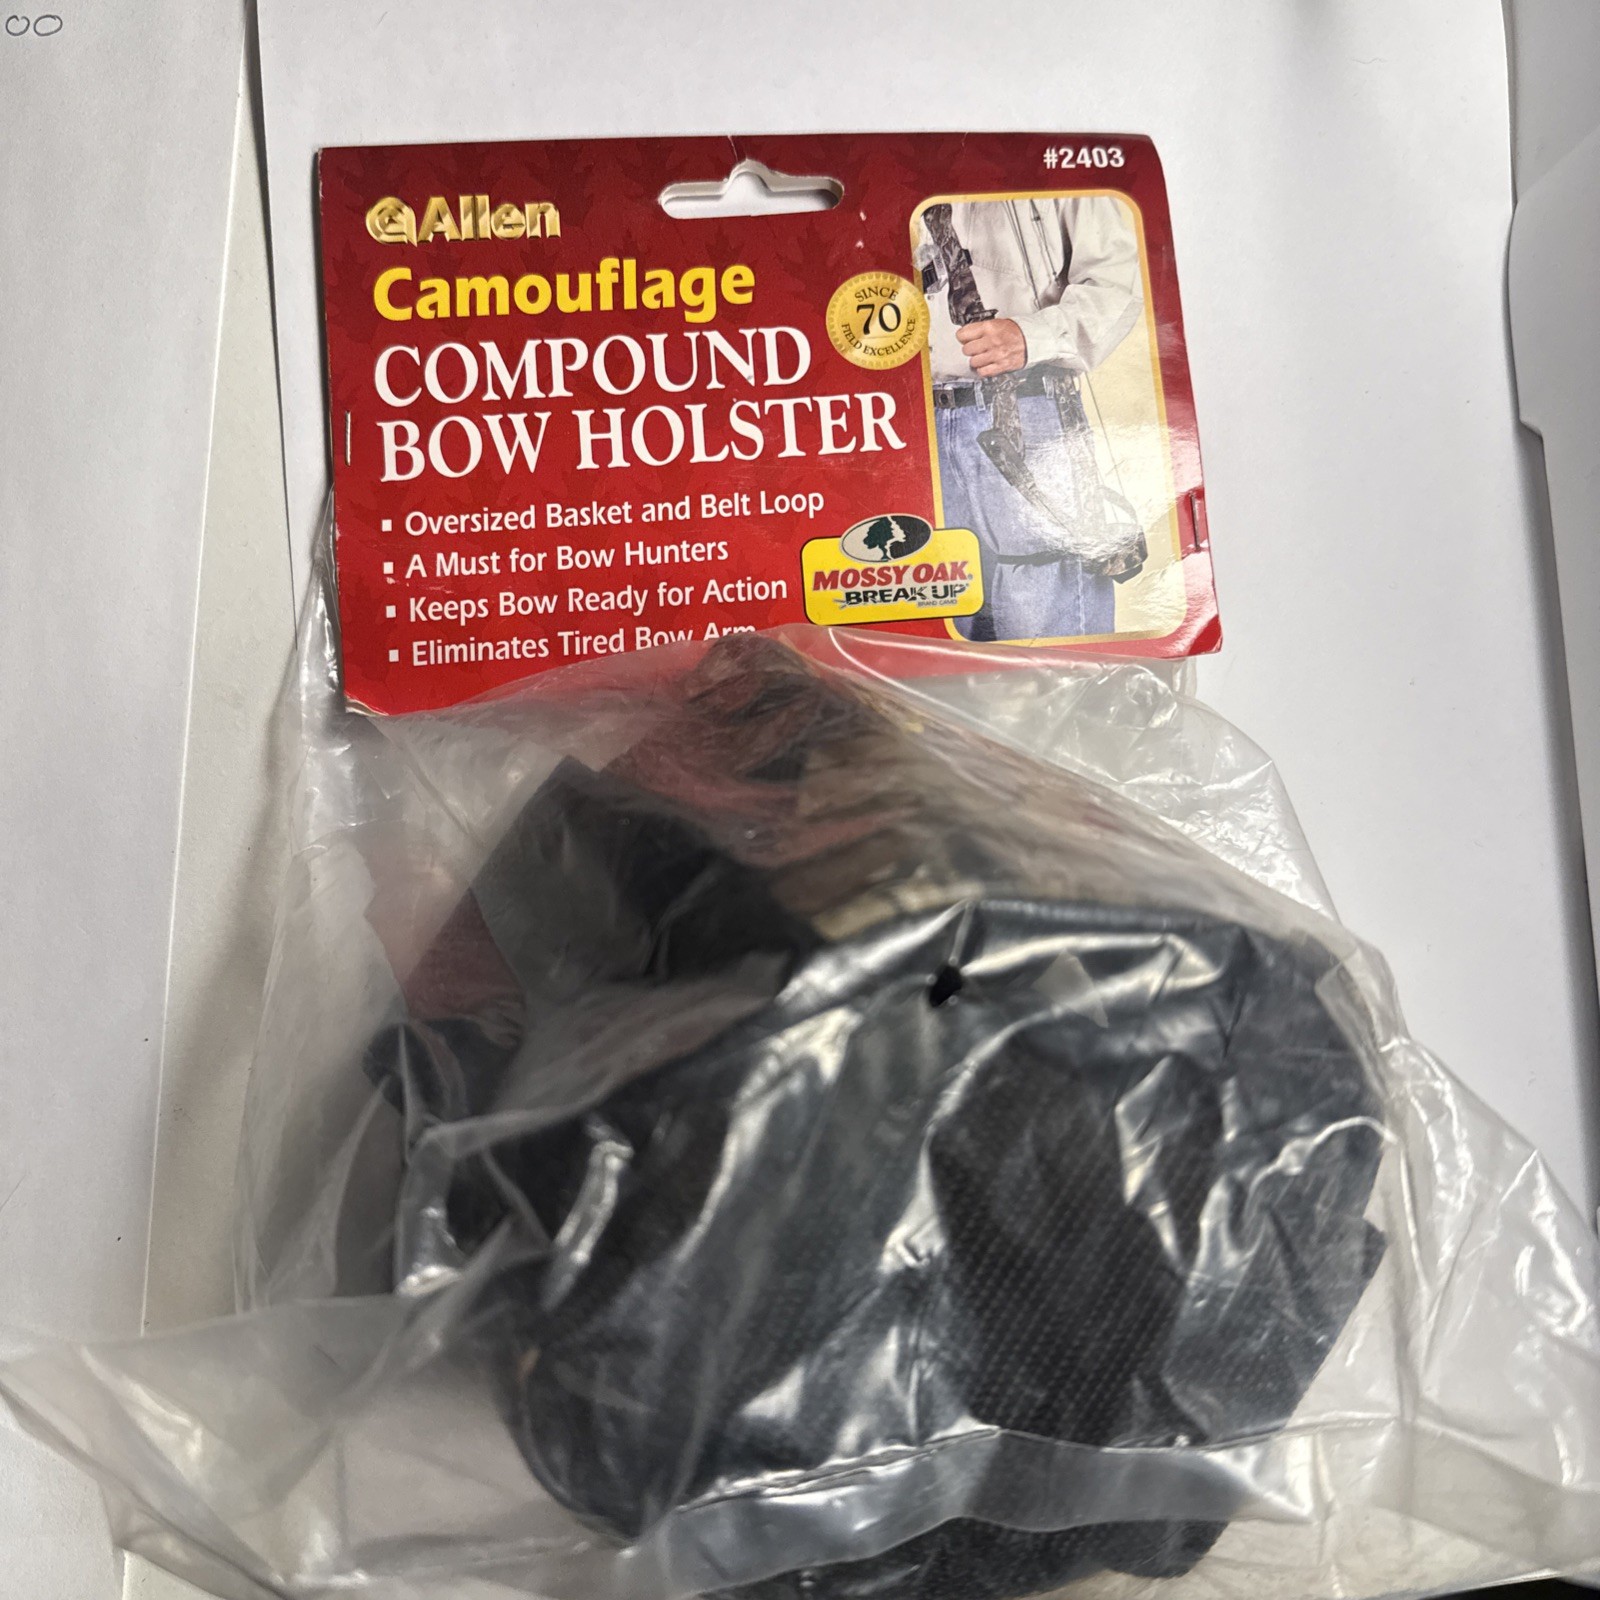 #2403
Allen
Camouflage
COMPOUND
BOW HOLSTER
SINCE
70
FIELD EXCELLENCE
▪ Oversized Basket and Belt Loop
▪ A Must for Bow Hunters
▪ Keeps Bow Ready for Action
▪ Eliminates Tired Bow Arm
MOSSY OAK®
BREAK UP